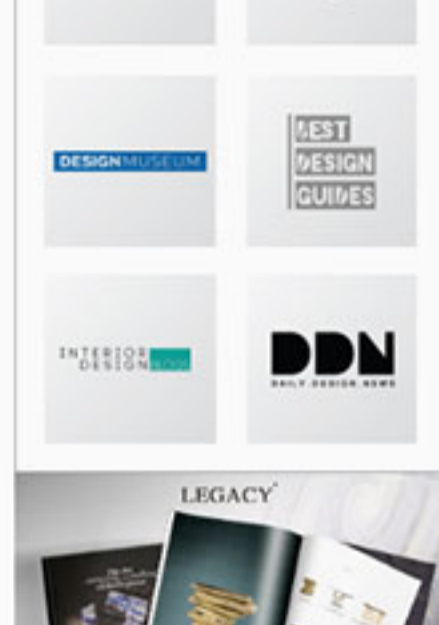 DESIGNMUSEUM
BEST
DESIGN
GUIDES
INTERIOR
DESIGN
DDN
DAILY.DESIGN.NEWS
LEGACY